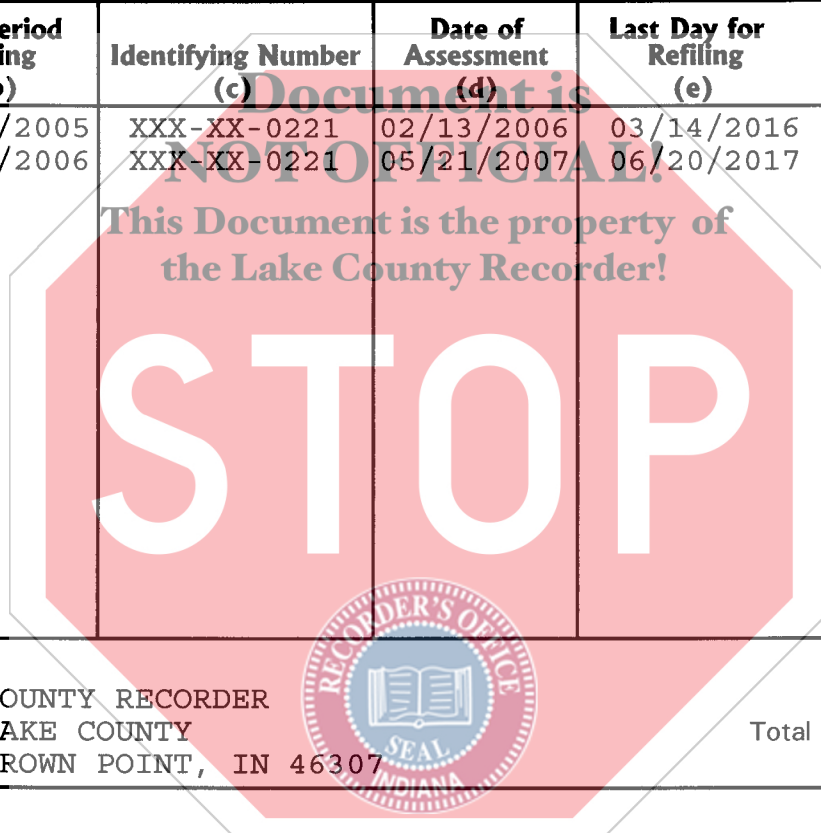 eriod
ing
)
Identifying Number
(c)
Date of
Assessment
(d)
Last Day for
Refiling
(e)
/2005 XXX-XX-0221 02/13/2006 03/14/2016
/2006 XXX-XX-0221 05/21/2007 06/20/2017
Document is
NOT OFFICIAL!
This Document is the property of
the Lake County Recorder!
STOP
RECORDER'S OFFICE
SEAL
INDIANA
OUNTY RECORDER
AKE COUNTY
ROWN POINT, IN 46307
Total